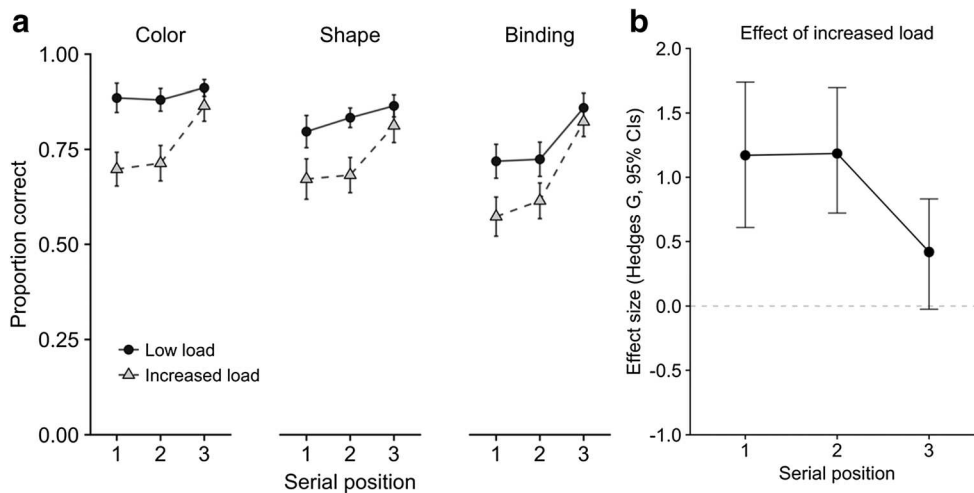 a
Color
Shape
Binding
Proportion correct
1.00
0.75
0.50
0.25
0.00
Low load
Increased load
1 2 3
1 2 3
1 2 3
Serial position
b
Effect of increased load
Effect size (Hedges G, 95% CIs)
2.0
1.5
1.0
0.5
0.0
-0.5
-1.0
1 2 3
Serial position